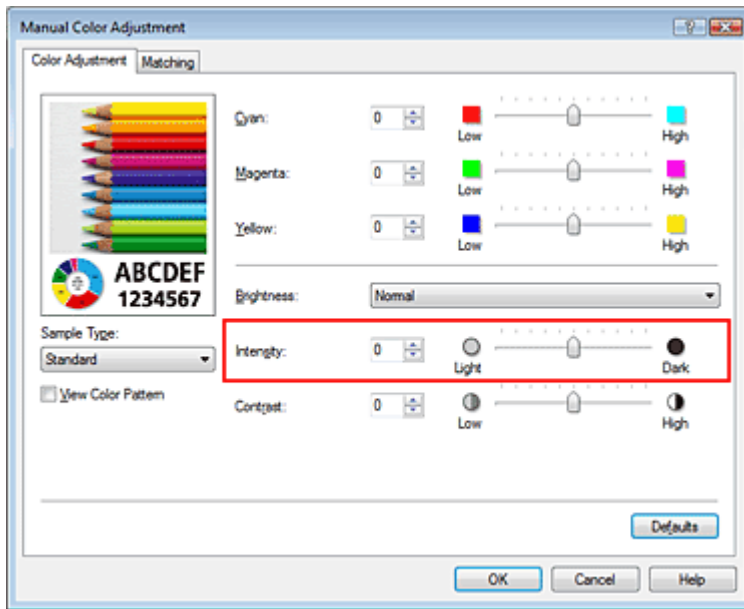 Manual Color Adjustment
Color Adjustment Matching
Cyan: 0 Low High
Magenta: 0 Low High
Yellow: 0 Low High
ABCDEF
1234567
Brightness: Normal
Sample Type:
Standard
Intensity: 0 Light Dark
View Color Pattern
Contrast: 0 Low High
Defaults
OK Cancel Help